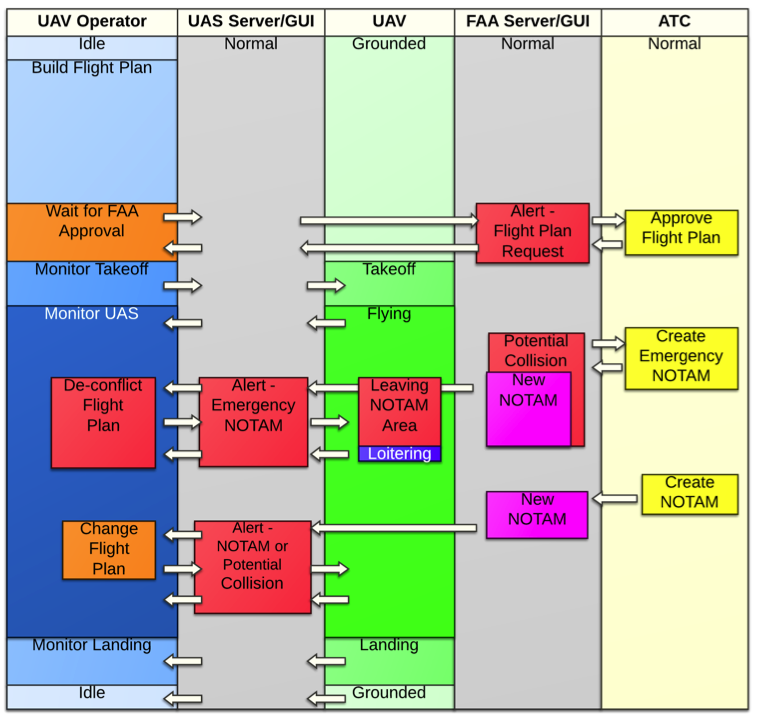 UAV Operator
UAS Server/GUI
UAV
FAA Server/GUI
ATC
Idle
Normal
Grounded
Normal
Normal
Build Flight Plan
Wait for FAA
Approval
Alert -
Flight Plan
Request
Approve
Flight Plan
Monitor Takeoff
Takeoff
Monitor UAS
Flying
Potential
Collision
New
NOTAM
Create
Emergency
NOTAM
De-conflict
Flight
Plan
Alert -
Emergency
NOTAM
Leaving
NOTAM
Area
Loitering
Create
NOTAM
New
NOTAM
Change
Flight
Plan
Alert -
NOTAM or
Potential
Collision
Monitor Landing
Landing
Idle
Grounded